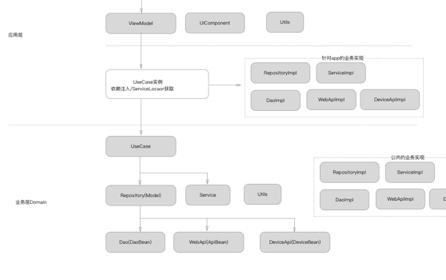 ViewModel
UIComponent
Utils
应用层
针对app的业务实现
UseCase实例
依赖注入/ServiceLocaor获取
RepositoryImpl
ServiceImpl
DaoImpl
WebApiImpl
DeviceApiImpl
UseCase
公共的业务实现
RepositoryImpl
ServiceImpl
业务层Domain
Repository(Model)
Service
Utils
DaoImpl
WebApiImpl
D
Dao(DaoBean)
WebApi(ApiBean)
DeviceApi(DeviceBean)